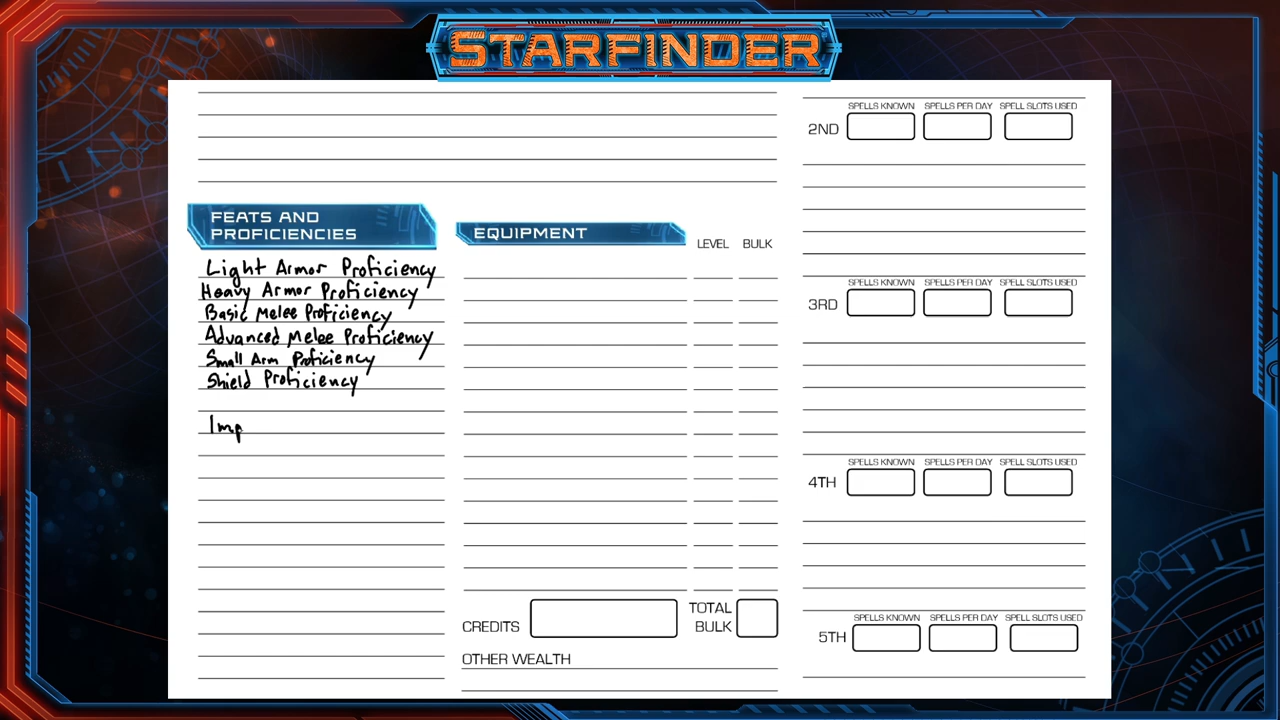 STARFINDER
SPELLS KNOWN SPELLS PER DAY SPELL SLOTS USED
2ND
FEATS AND
PROFICIENCIES
Light Armor Proficiency
Heavy Armor Proficiency
Basic Melee Proficiency
Advanced Melee Proficiency
Small Arm Proficiency
Shield Proficiency
Imp
EQUIPMENT
LEVEL BULK
CREDITS
TOTAL
BULK
OTHER WEALTH
SPELLS KNOWN SPELLS PER DAY SPELL SLOTS USED
3RD
SPELLS KNOWN SPELLS PER DAY SPELL SLOTS USED
4TH
SPELLS KNOWN SPELLS PER DAY SPELL SLOTS USED
5TH